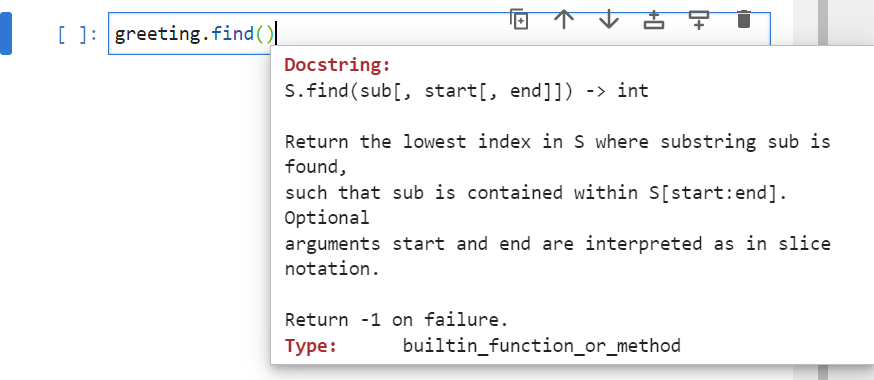 [ ]: greeting.find()
Docstring:
S.find(sub[, start[, end]]) -> int
Return the lowest index in S where substring sub is
found,
such that sub is contained within S[start:end].
Optional
arguments start and end are interpreted as in slice
notation.
Return -1 on failure.
Type: builtin_function_or_method